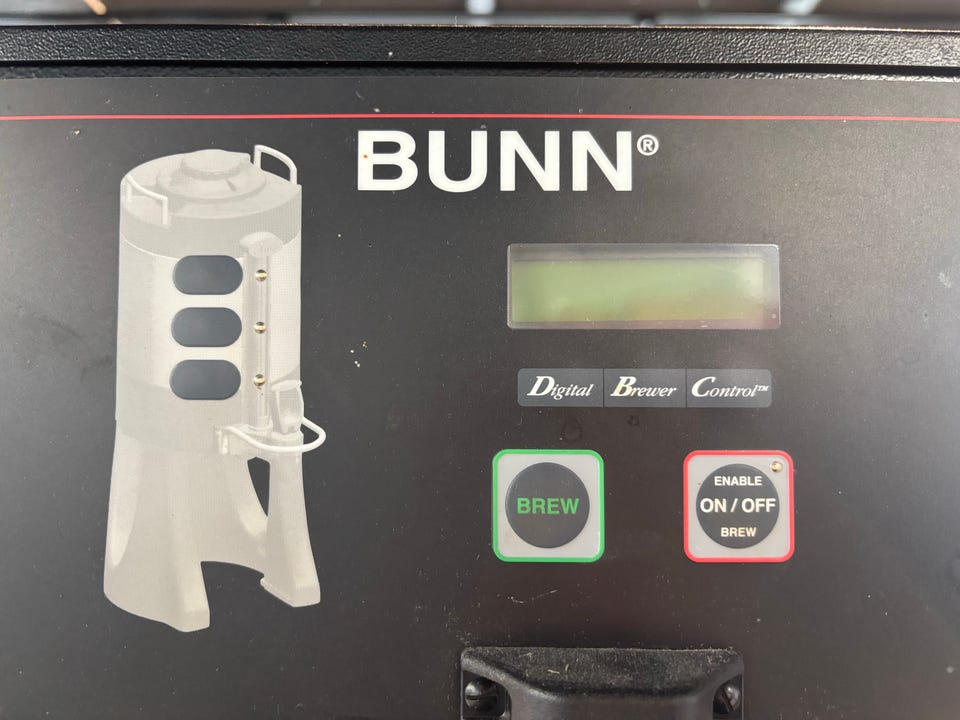 BUNN®
Digital Brewer Control™
BREW
ENABLE
ON / OFF
BREW